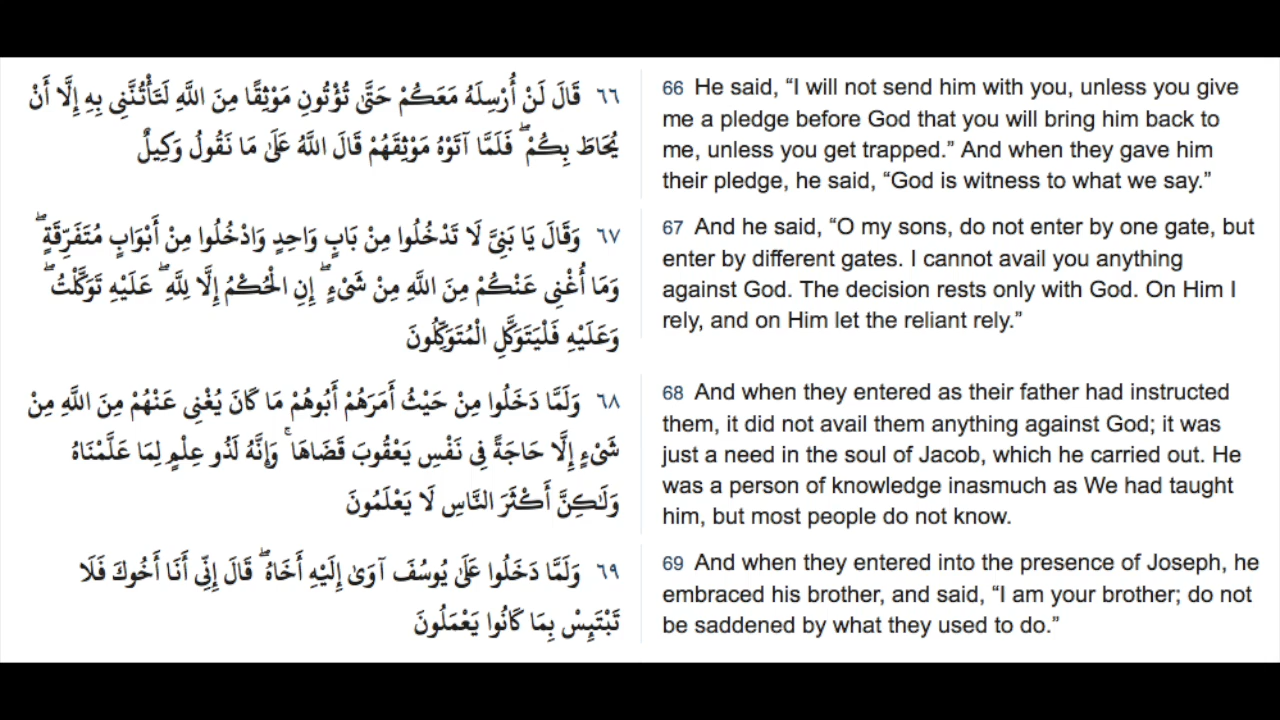 ٦٦ قَالَ لَنْ أُرْسِلَهُ مَعَكُمْ حَتَّىٰ تُؤْتُونِ مَوْثِقًا مِنَ اللَّهِ لَتَأْتُنَّنِي بِهِ إِلَّا أَنْ
يُحَاطَ بِكُمْ ۖ فَلَمَّا آتَوْهُ مَوْثِقَهُمْ قَالَ اللَّهُ عَلَىٰ مَا نَقُولُ وَكِيلٌ
66 He said, “I will not send him with you, unless you give
me a pledge before God that you will bring him back to
me, unless you get trapped.” And when they gave him
their pledge, he said, “God is witness to what we say.”
٦٧ وَقَالَ يَا بَنِيَّ لَا تَدْخُلُوا مِنْ بَابٍ وَاحِدٍ وَادْخُلُوا مِنْ أَبْوَابٍ مُتَفَرِّقَةٍ ۖ
وَمَا أُغْنِي عَنْكُمْ مِنَ اللَّهِ مِنْ شَيْءٍ ۖ إِنِ الْحُكْمُ إِلَّا لِلَّهِ ۖ عَلَيْهِ تَوَكَّلْتُ ۖ
وَعَلَيْهِ فَلْيَتَوَكَّلِ الْمُتَوَكِّلُونَ
67 And he said, “O my sons, do not enter by one gate, but
enter by different gates. I cannot avail you anything
against God. The decision rests only with God. On Him I
rely, and on Him let the reliant rely.”
٦٨ وَلَمَّا دَخَلُوا مِنْ حَيْثُ أَمَرَهُمْ أَبُوهُمْ مَا كَانَ يُغْنِي عَنْهُمْ مِنَ اللَّهِ مِنْ
شَيْءٍ إِلَّا حَاجَةً فِي نَفْسِ يَعْقُوبَ قَضَاهَا ۚ وَإِنَّهُ لَذُو عِلْمٍ لِمَا عَلَّمْنَاهُ
وَلَٰكِنَّ أَكْثَرَ النَّاسِ لَا يَعْلَمُونَ
68 And when they entered as their father had instructed
them, it did not avail them anything against God; it was
just a need in the soul of Jacob, which he carried out. He
was a person of knowledge inasmuch as We had taught
him, but most people do not know.
٦٩ وَلَمَّا دَخَلُوا عَلَىٰ يُوسُفَ آوَىٰ إِلَيْهِ أَخَاهُ ۖ قَالَ إِنِّي أَنَا أَخُوكَ فَلَا
تَبْتَئِسْ بِمَا كَانُوا يَعْمَلُونَ
69 And when they entered into the presence of Joseph, he
embraced his brother, and said, “I am your brother; do not
be saddened by what they used to do.”